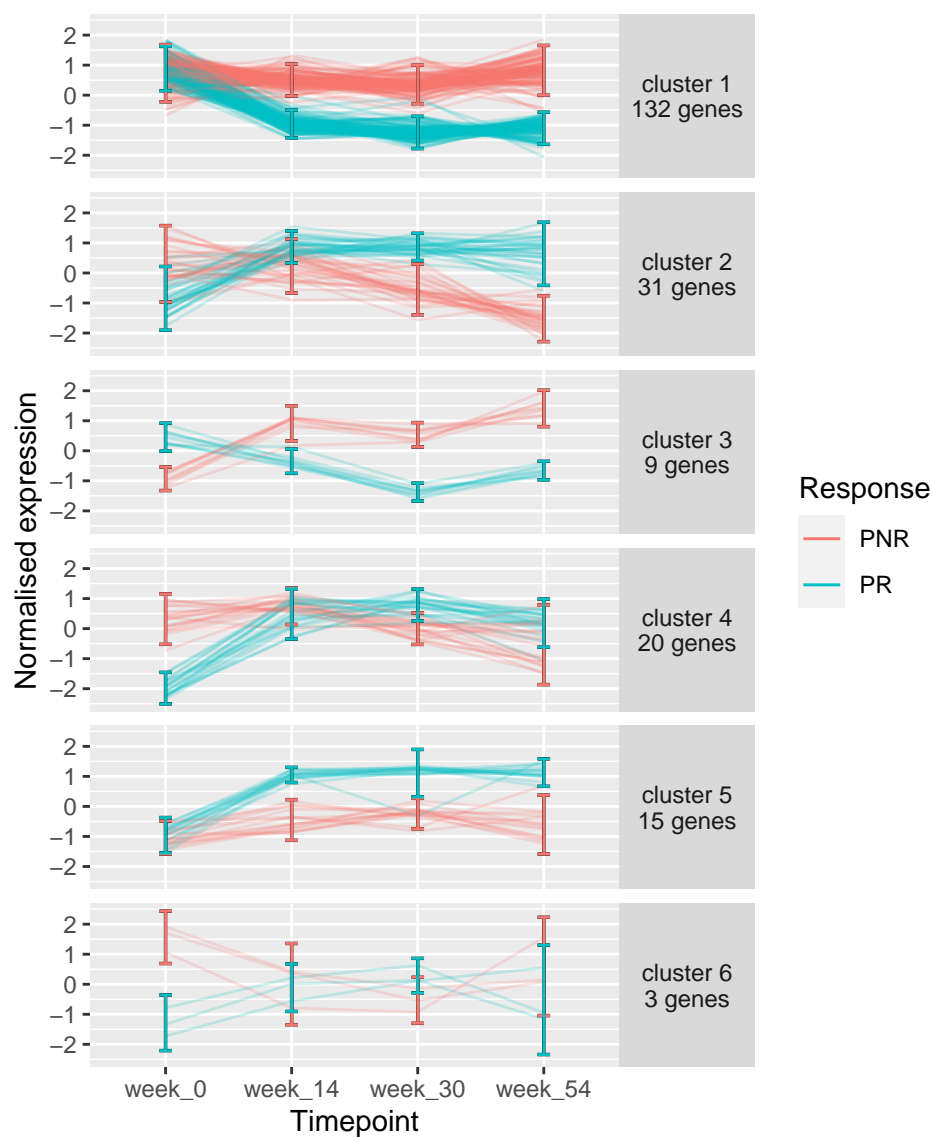 2
1
0
−1
−2
cluster 1
132 genes
2
1
0
−1
−2
cluster 2
31 genes
2
1
0
−1
−2
cluster 3
9 genes
2
1
0
−1
−2
cluster 4
20 genes
2
1
0
−1
−2
cluster 5
15 genes
2
1
0
−1
−2
cluster 6
3 genes
Normalised expression
week_0 week_14 week_30 week_54
Timepoint
Response
PNR
PR